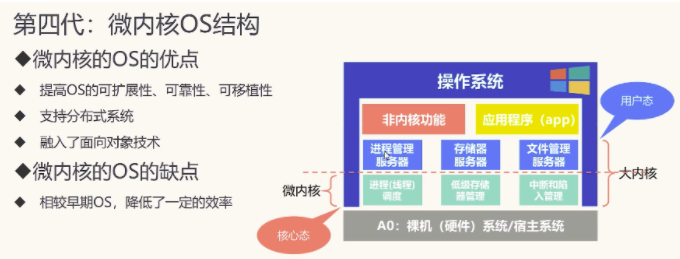 第四代：微内核OS结构
◆微内核的OS的优点
◆ 提高OS的可扩展性、可靠性、可移植性
◆ 支持分布式系统
◆ 融入了面向对象技术
◆微内核的OS的缺点
◆ 相较早期OS，降低了一定的效率
操作系统
非内核功能
应用程序（app）
用户态
进程管理
服务器
存储器
服务器
文件管理
服务器
大内核
微内核
进程(线程)
调度
低级存储
器管理
中断和陷
入管理
核心态
A0：裸机（硬件）系统/宿主系统